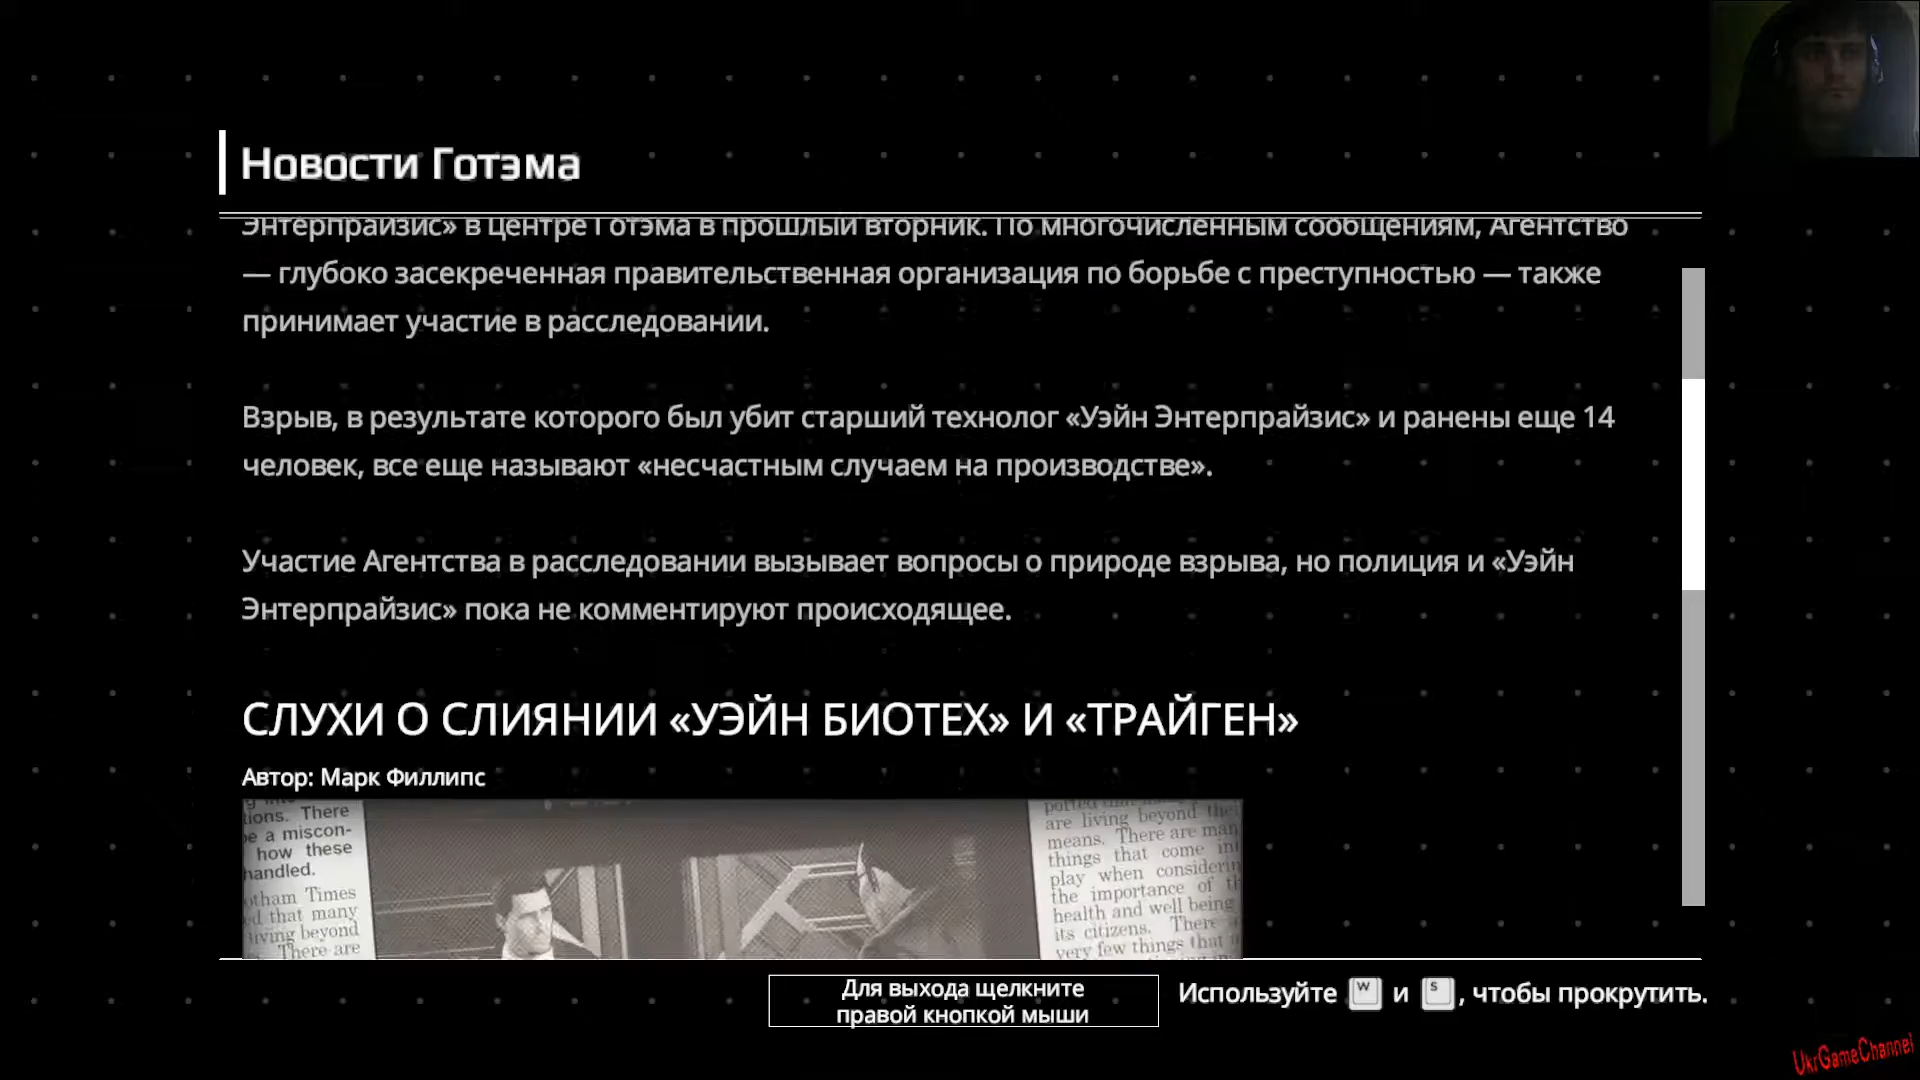 Новости Готэма
Энтерпрайзис» в центре Готэма в прошлый вторник. По многочисленным сообщениям, Агентство
— глубоко засекреченная правительственная организация по борьбе с преступностью — также
принимает участие в расследовании.
Взрыв, в результате которого был убит старший технолог «Уэйн Энтерпрайзис» и ранены еще 14
человек, все еще называют «несчастным случаем на производстве».
Участие Агентства в расследовании вызывает вопросы о природе взрыва, но полиция и «Уэйн
Энтерпрайзис» пока не комментируют происходящее.
СЛУХИ О СЛИЯНИИ «УЭЙН БИОТЕХ» И «ТРАЙГЕН»
Автор: Марк Филлипс
tions. There
be a miscon-
how these
handled.
otham Times
d that many
living beyond
There are
ported that
are living beyond their
means. There are man
things that come int
play when considerin
the importance of th
health and well being
its citizens. There
very few things that
Для выхода щелкните
правой кнопкой мыши
Используйте W и S, чтобы прокрутить.
UkrGameChannel